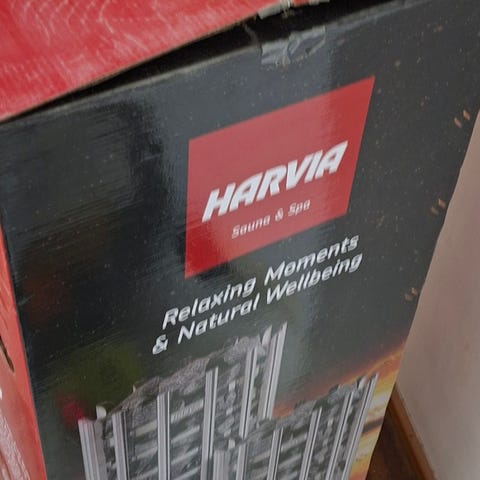 HARVIA
Sauna & Spa
Relaxing Moments
& Natural Wellbeing